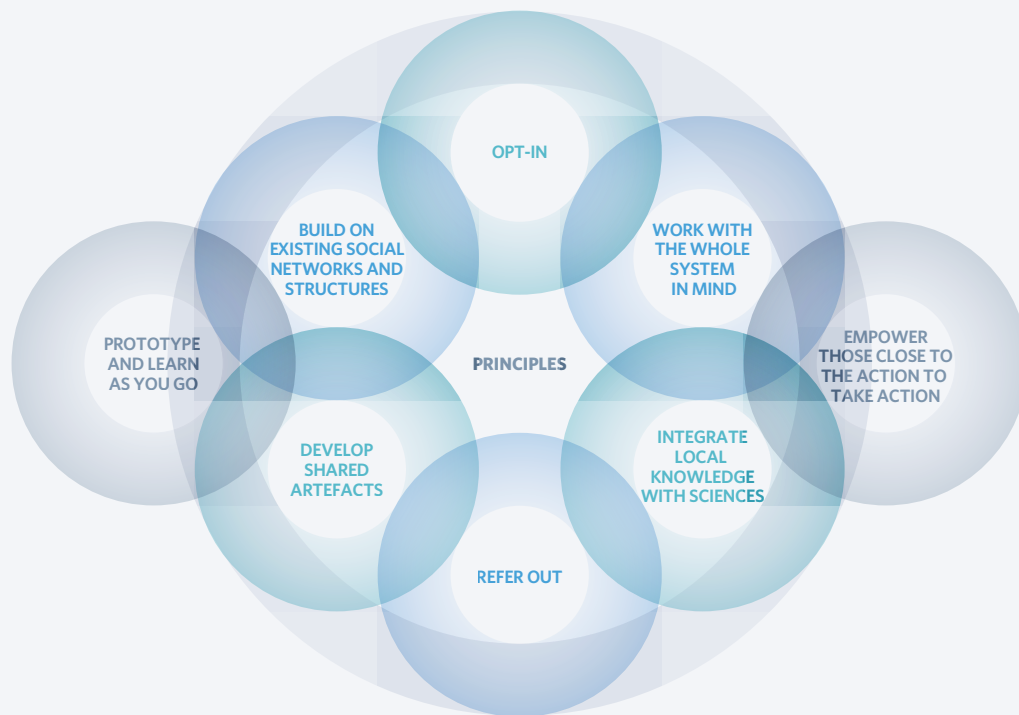 OPT-IN
BUILD ON
EXISTING SOCIAL
NETWORKS AND
STRUCTURES
WORK WITH
THE WHOLE
SYSTEM
IN MIND
PROTOTYPE
AND LEARN
AS YOU GO
PRINCIPLES
EMPOWER
THOSE CLOSE TO
THE ACTION TO
TAKE ACTION
DEVELOP
SHARED
ARTEFACTS
INTEGRATE
LOCAL
KNOWLEDGE
WITH SCIENCES
REFER OUT